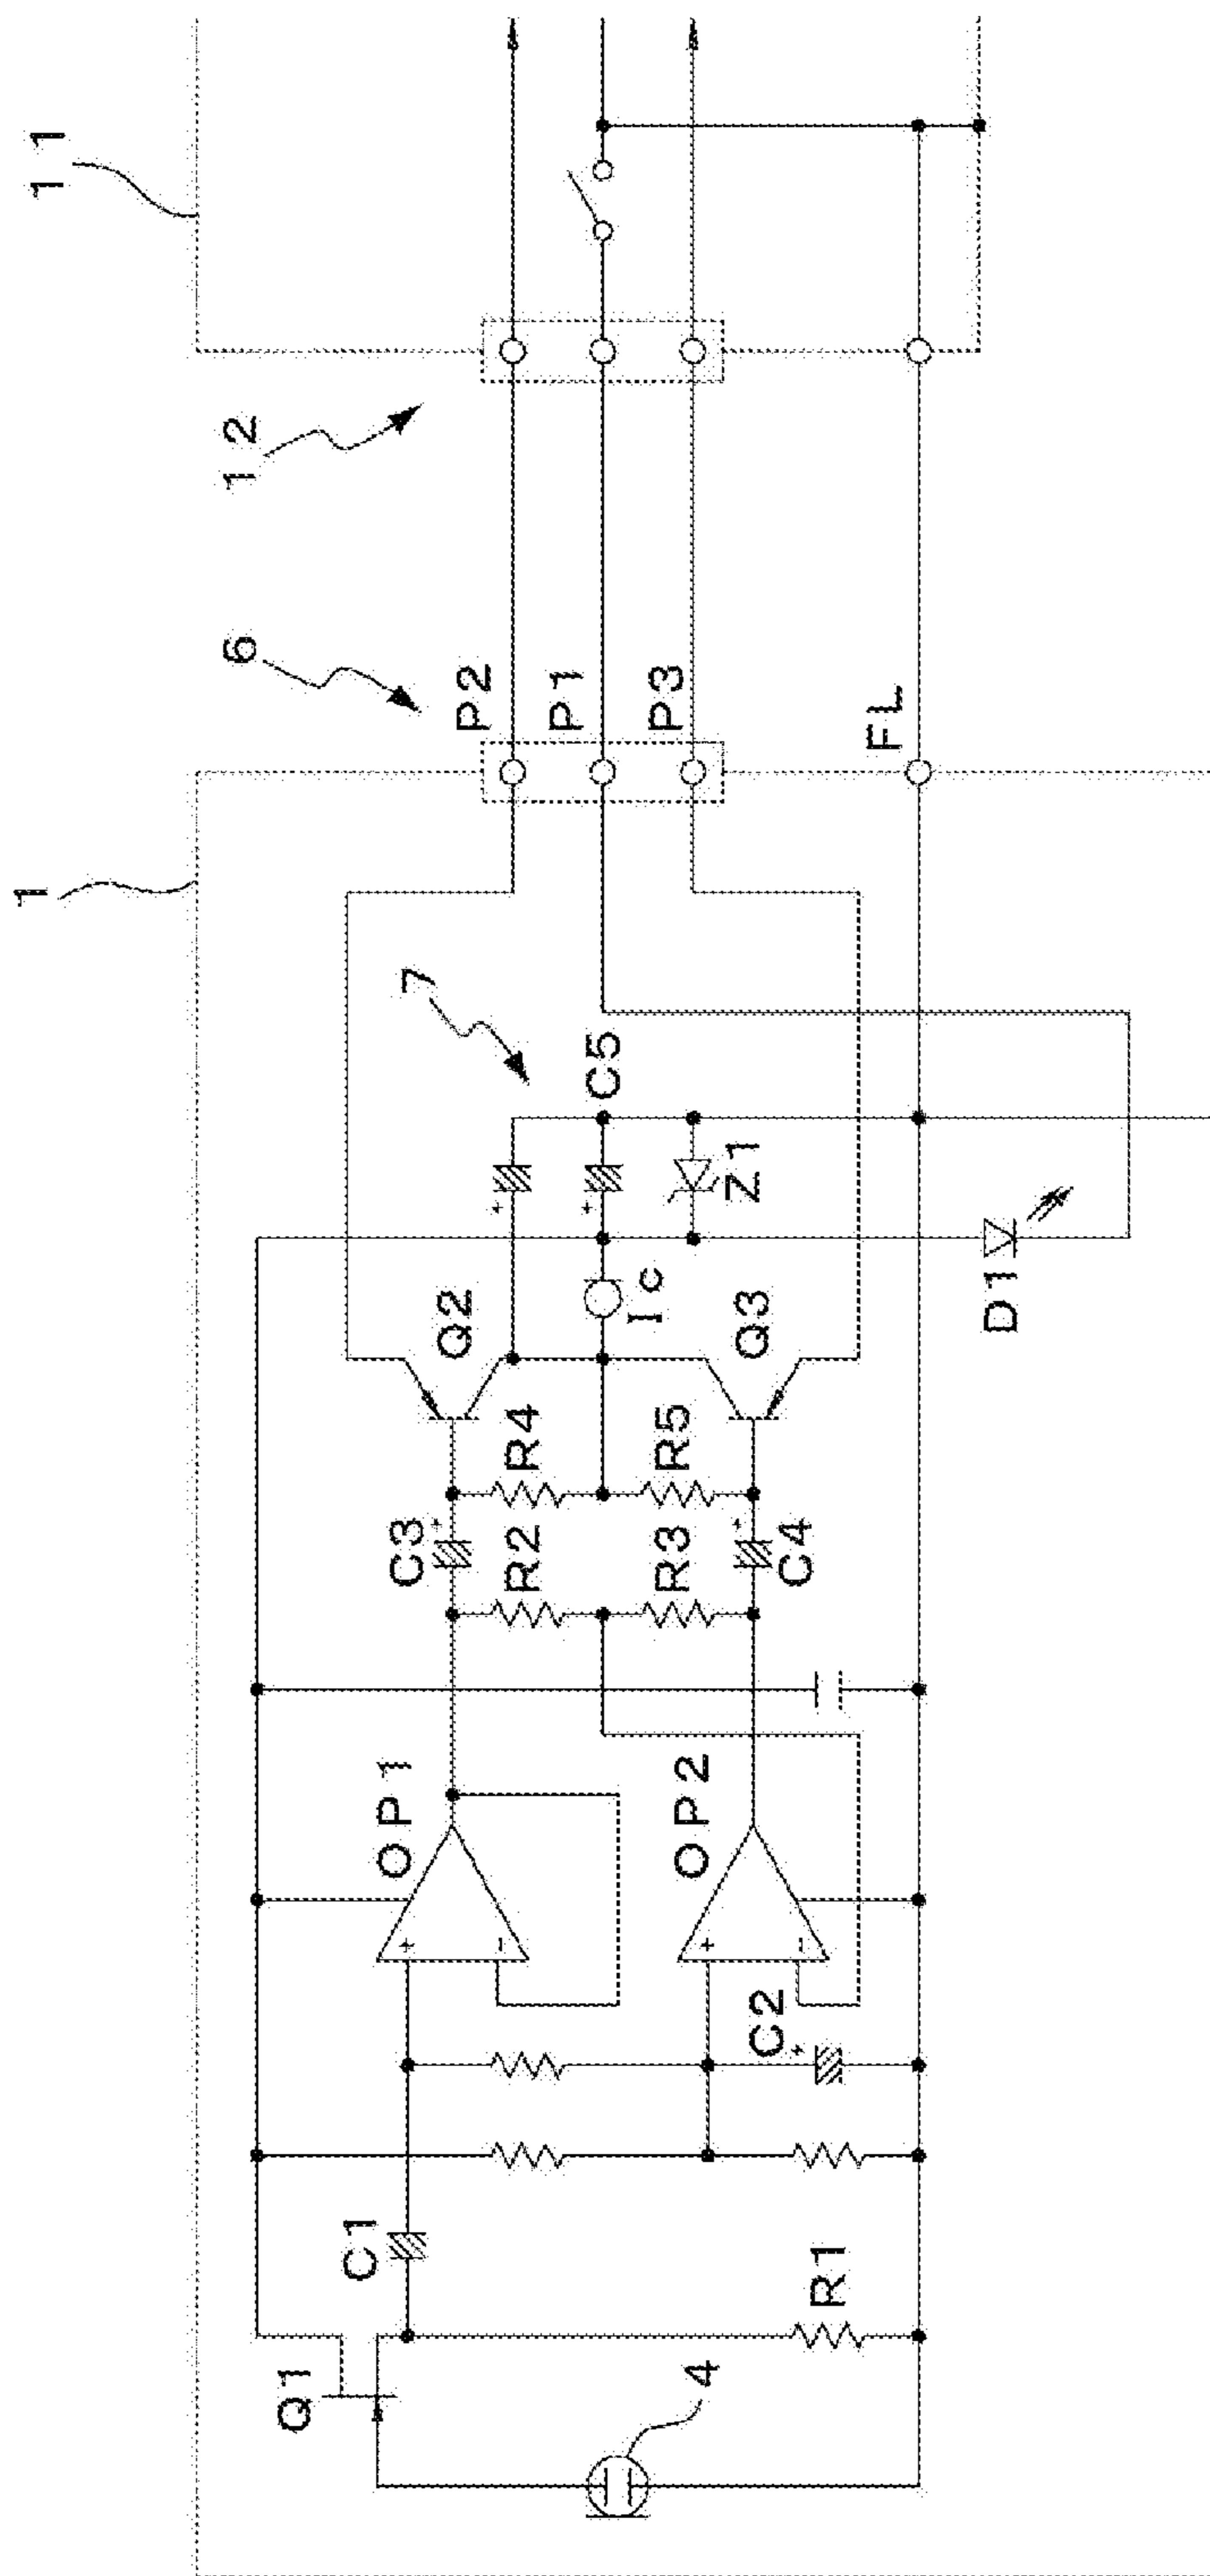 1
11
6
12
P2
P1
P3
FL
7
C5
Z1
Ic
Q2
Q3
D1
R4
R5
C3
R2
R3
C4
OP1
OP2
+
-
+
-
C2
C1
Q1
R1
4